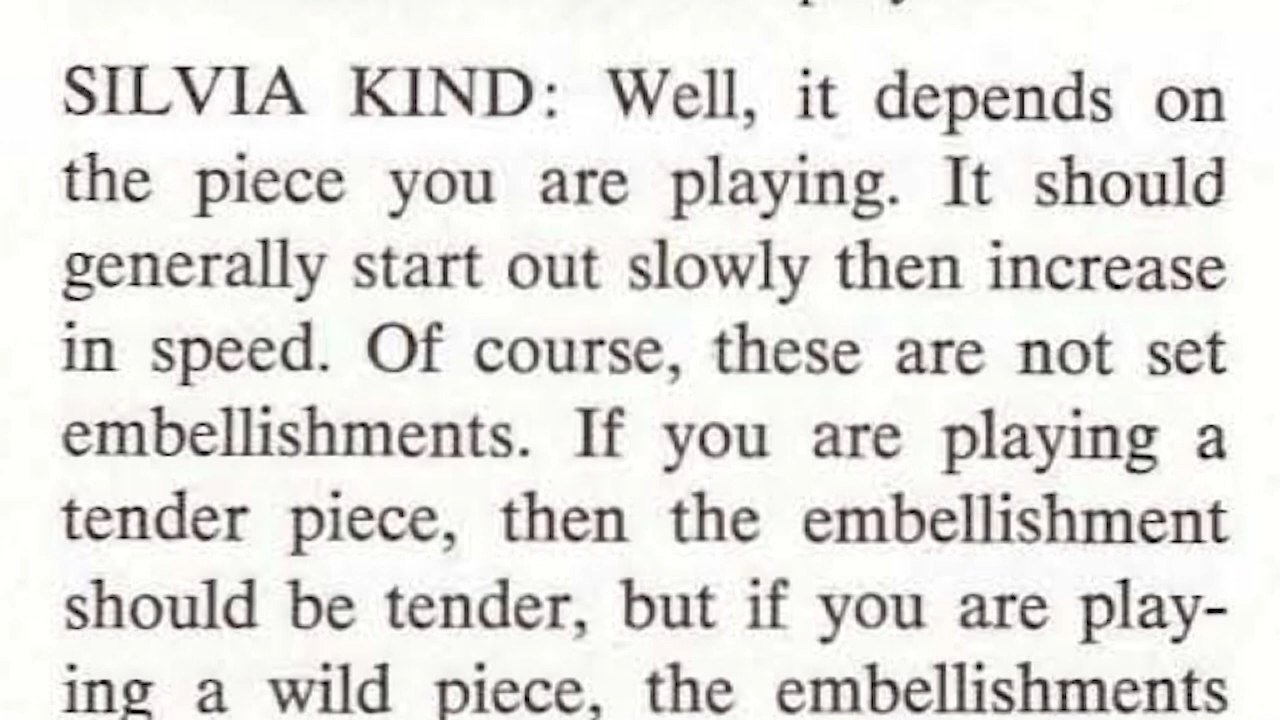 SILVIA KIND: Well, it depends on
the piece you are playing. It should
generally start out slowly then increase
in speed. Of course, these are not set
embellishments. If you are playing a
tender piece, then the embellishment
should be tender, but if you are play-
ing a wild piece, the embellishments